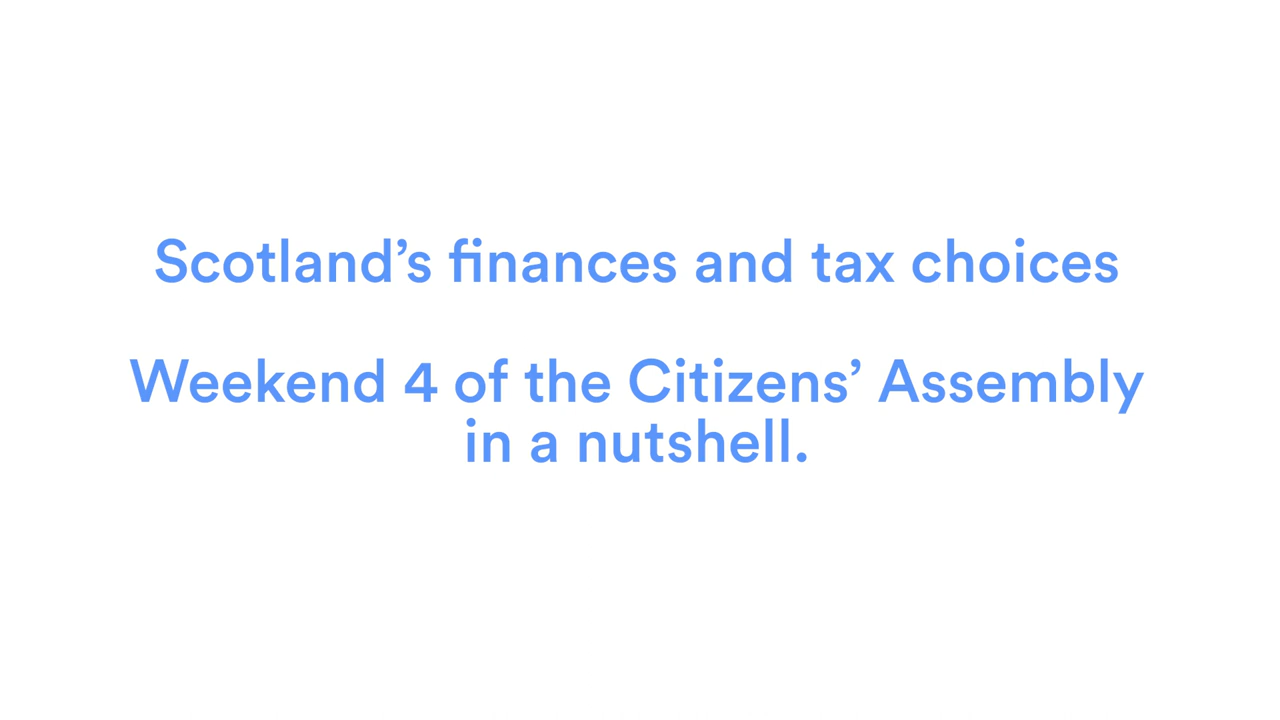 Scotland’s finances and tax choices
Weekend 4 of the Citizens’ Assembly
in a nutshell.